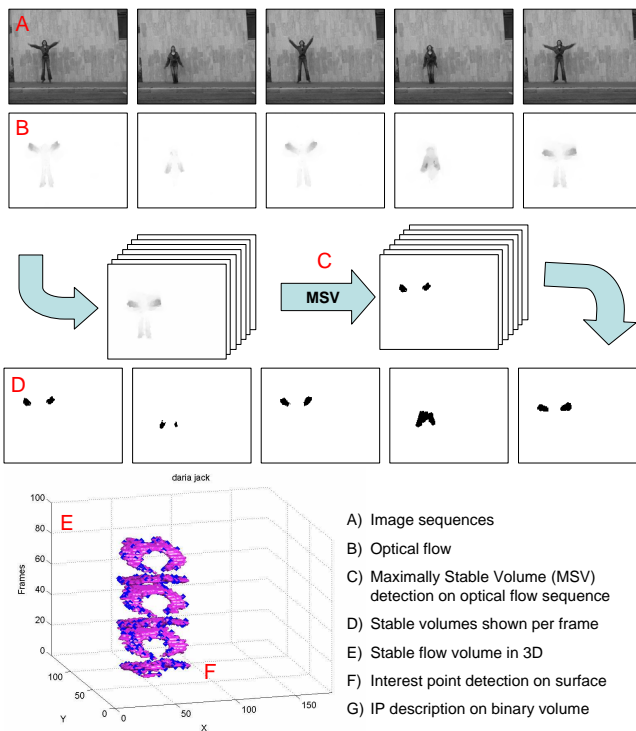 A
B
C
MSV
D
daria jack
E
100
80
60
40
20
0
Frames
100
50
0
Y
0
50
100
150
X
F
A) Image sequences
B) Optical flow
C) Maximally Stable Volume (MSV)
detection on optical flow sequence
D) Stable volumes shown per frame
E) Stable flow volume in 3D
F) Interest point detection on surface
G) IP description on binary volume